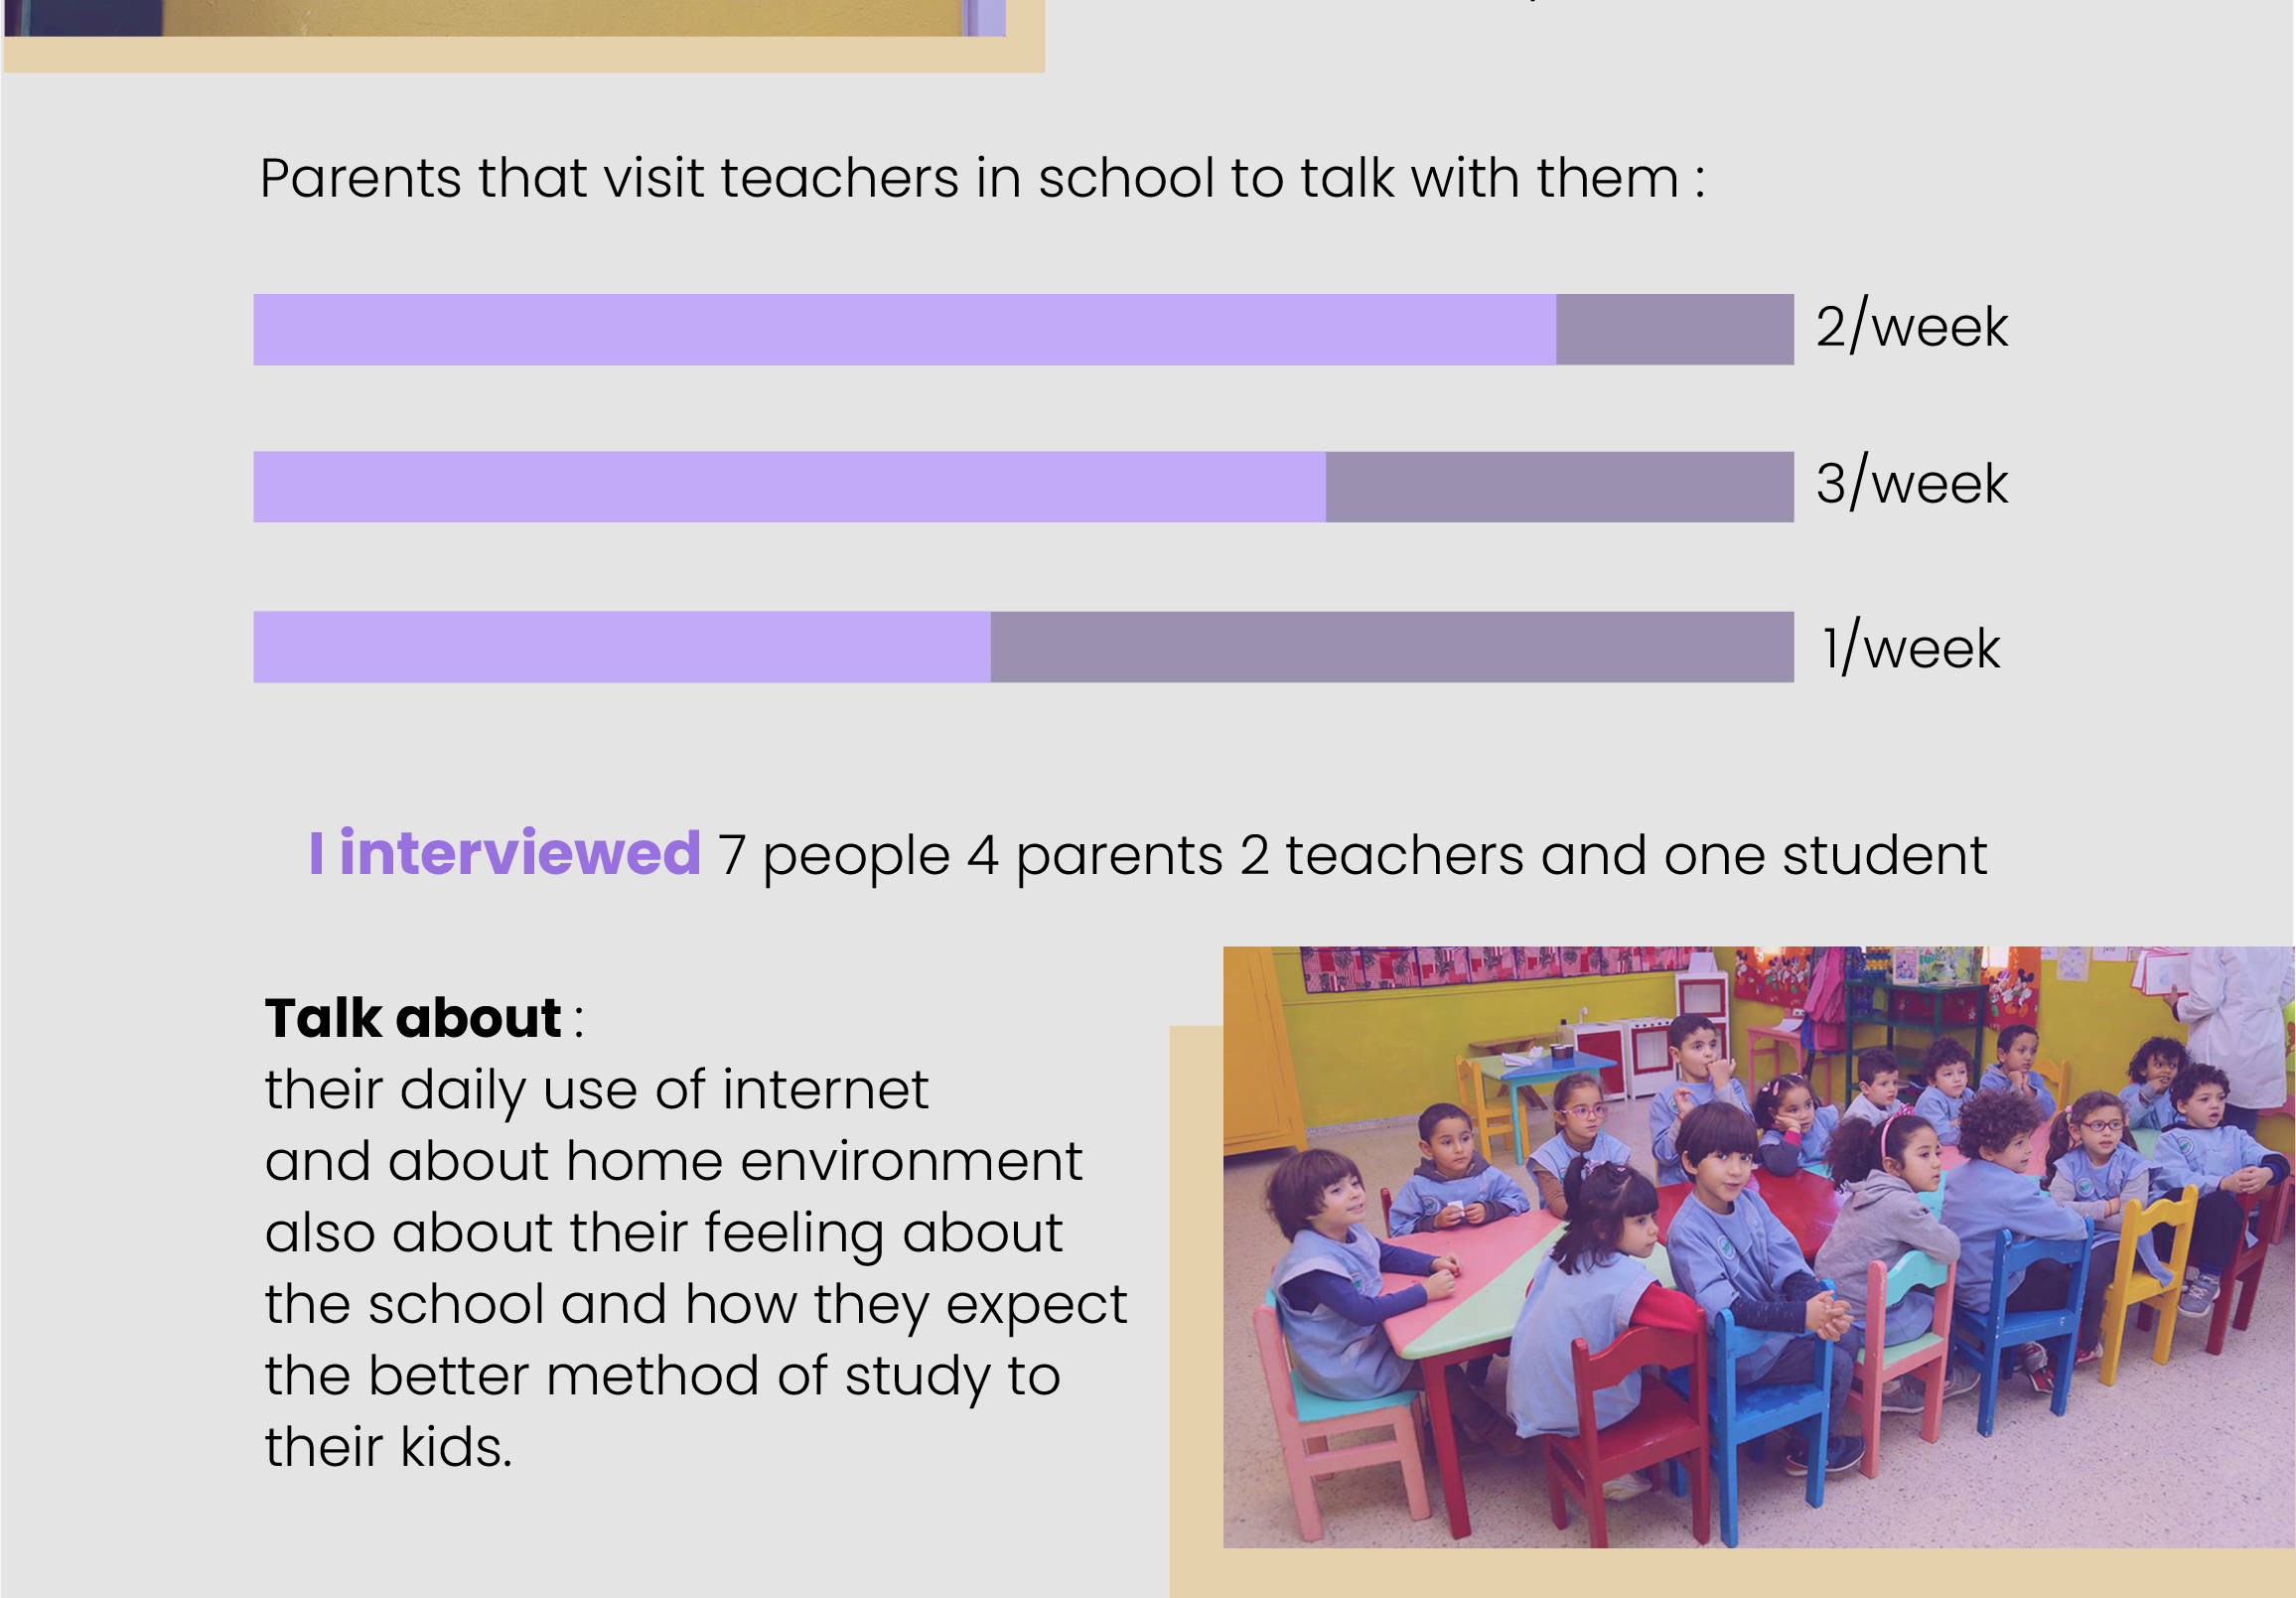 Parents that visit teachers in school to talk with them :
2/week
3/week
1/week
I interviewed 7 people 4 parents 2 teachers and one student
Talk about :
their daily use of internet
and about home environment
also about their feeling about
the school and how they expect
the better method of study to
their kids.